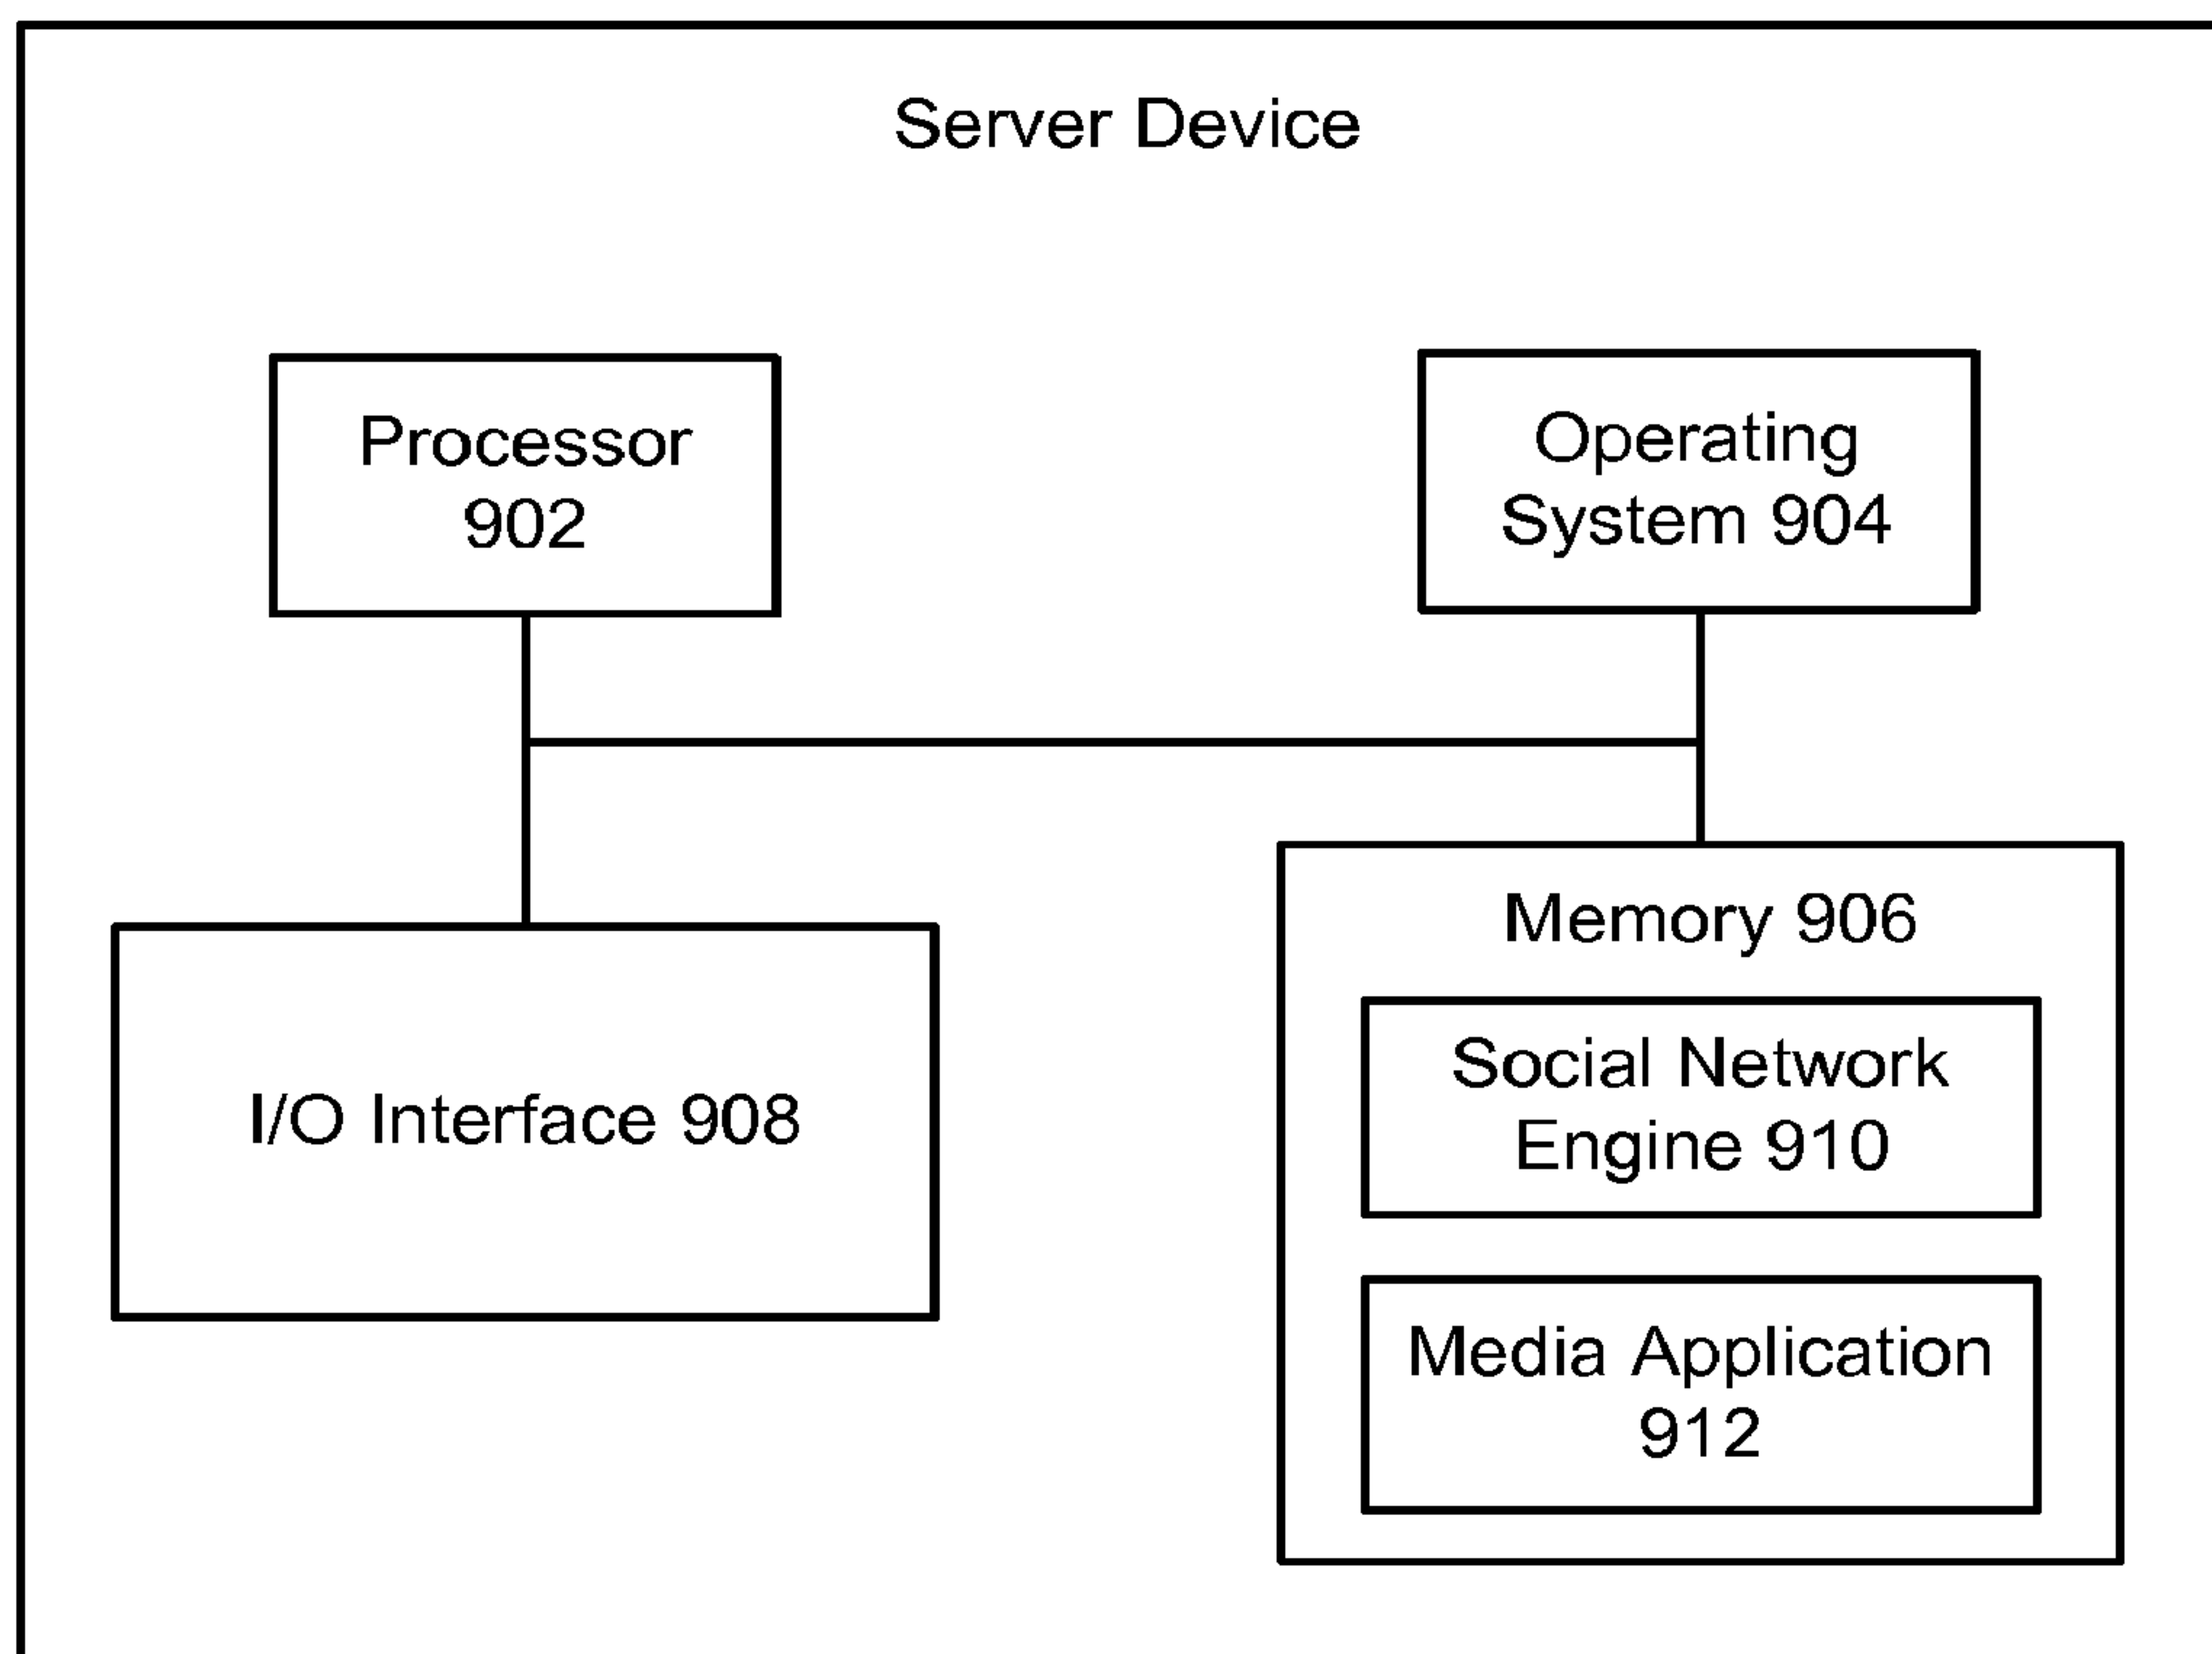 Server Device
Processor
902
Operating
System 904
I/O Interface 908
Memory 906
Social Network
Engine 910
Media Application
912